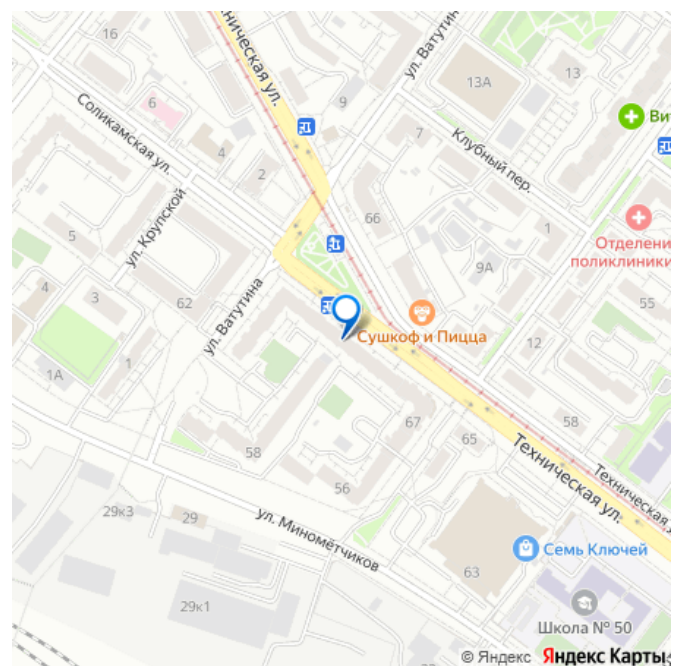 ническая ул.
ул. Ватутина
13А
13
6
9
Ви
Соликамская ул.
4
7
Клубный пер.
2
ул. Крупской
66
5
1
Отделени
поликлиники
9А
4
3
62
ул. Ватутина
55
Сушкоф и Пицца
12
1А
1
67
58
65
58
Техническая ул.
Техническая у
56
29к3
29
ул. Миномётчиков
Семь Ключей
63
29к1
Школа № 50
© Яндекс Яндекс Карты